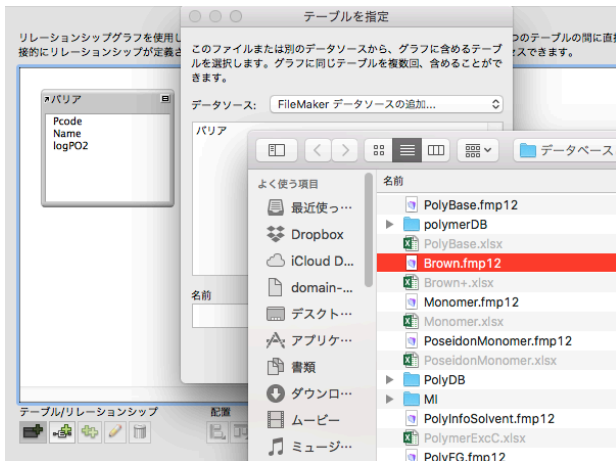 テーブルを指定
リレーションシップグラフを使用し
接的にリレーションシップが定義さ
つのテーブルの間に直接
スできます。
このファイルまたは別のデータソースから、グラフに含めるテーブ
ルを選択します。グラフに同じテーブルを複数回、含めることがで
きます。
データソース: FileMaker データソースの追加...
バリア
Pcode
Name
logPO2
バリア
名前
テーブル/リレーションシップ
配置
データベース
よく使う項目
最近使っ…
Dropbox
iCloud D...
domain-...
デスクト…
アプリケ…
書類
ダウンロ…
ムービー
ミュージ…
名前
PolyBase.fmp12
polymerDB
PolyBase.xlsx
Brown.fmp12
Brown+.xlsx
Monomer.fmp12
Monomer.xlsx
PoseidonMonomer.fmp12
PoseidonMonomer.xlsx
PolyDB
MI
PolyInfoSolvent.fmp12
PolymerExcC.xlsx
PolyFG.fmp12